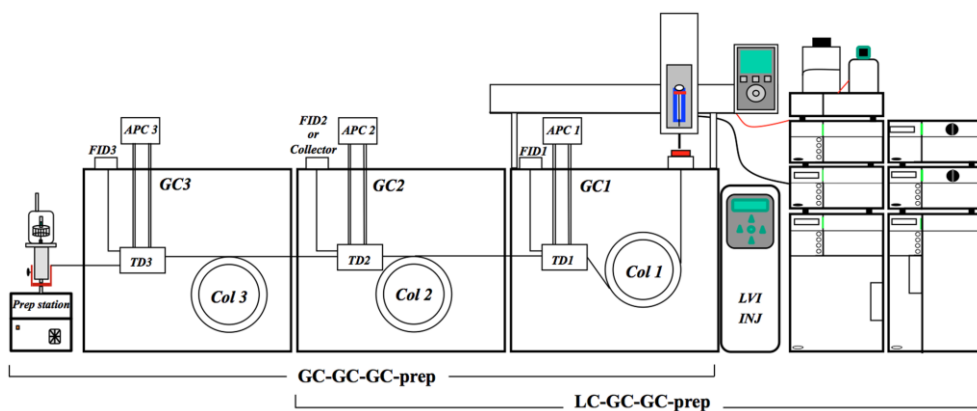 APC 3
FID3
GC3
TD3
Col 3
Prep station
FID2
or
Collector
APC 2
GC2
TD2
Col 2
APC 1
FID1
GC1
TD1
Col 1
LVI
INJ
GC-GC-GC-prep
LC-GC-GC-prep